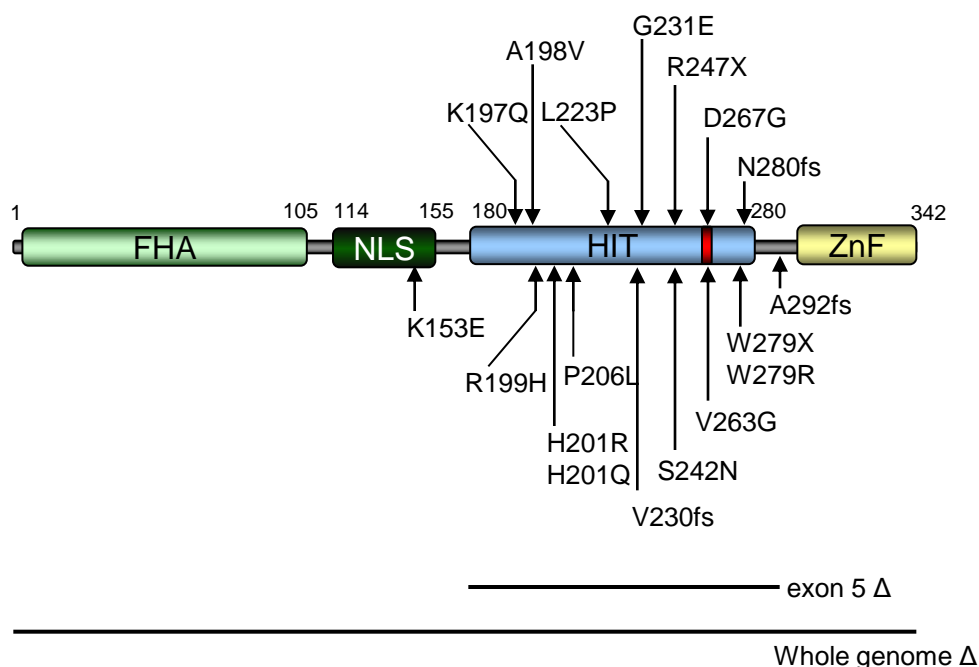 G231E
A198V
R247X
K197Q
L223P
D267G
N280fs
1
105
114
155
180
280
342
FHA
NLS
HIT
ZnF
K153E
A292fs
R199H
P206L
W279X
W279R
V263G
H201R
H201Q
S242N
V230fs
exon 5 Δ
Whole genome Δ